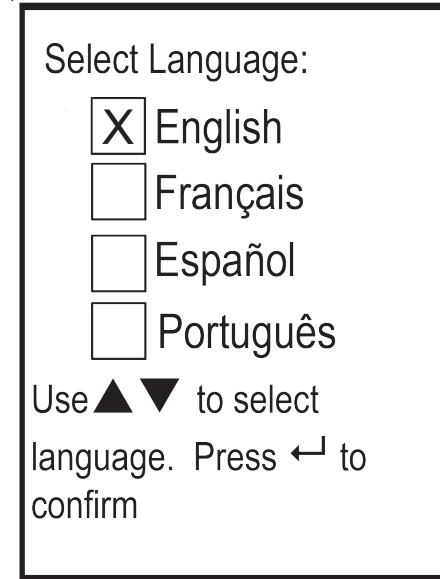 Select Language:
X English
Français
Español
Português
Use ▲ ▼ to select
language. Press ↵ to
confirm